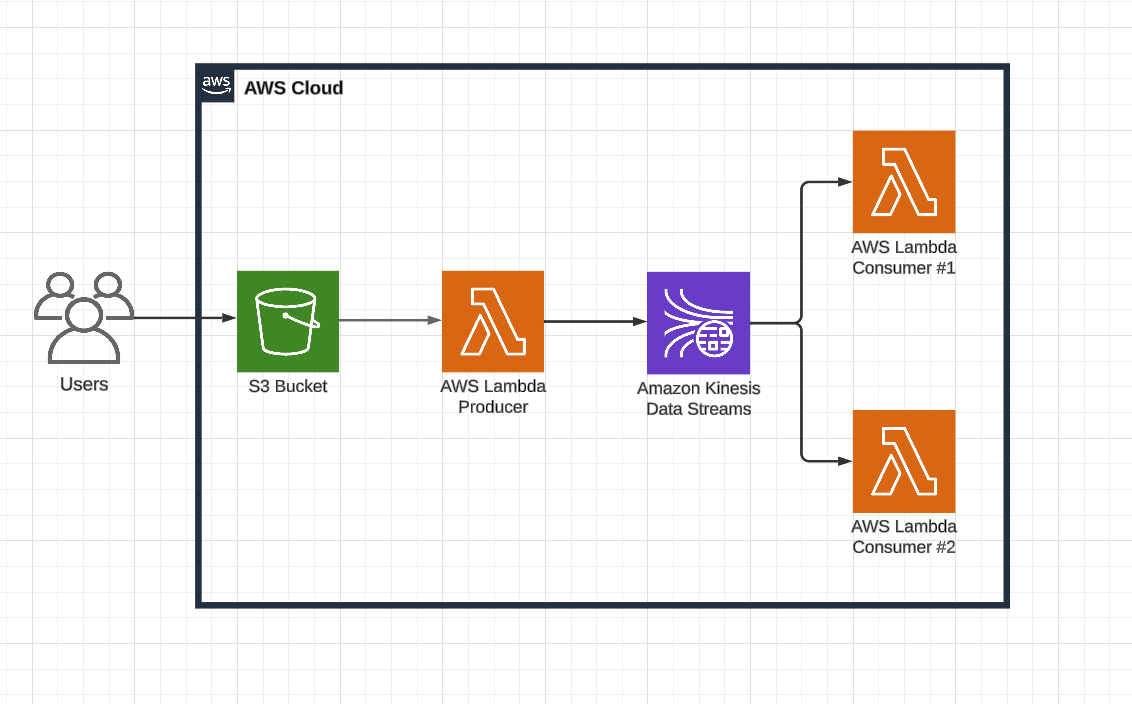 aws
AWS Cloud
AWS Lambda
Consumer #1
Users
S3 Bucket
AWS Lambda
Producer
Amazon Kinesis
Data Streams
AWS Lambda
Consumer #2